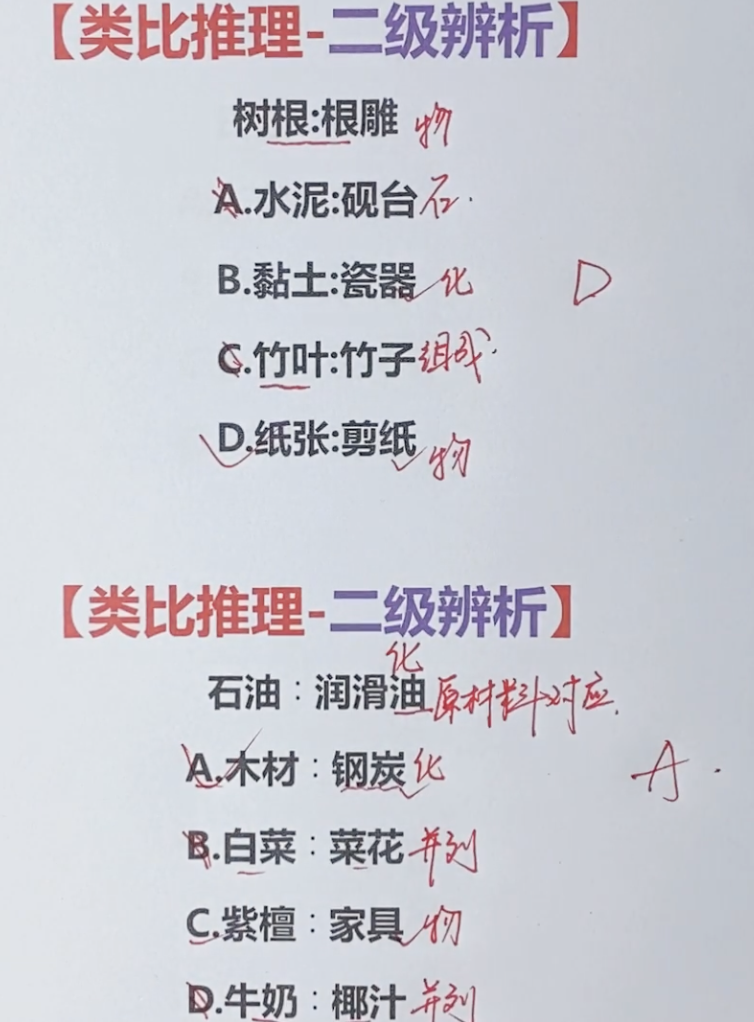 【类比推理-二级辨析】
树根:根雕 物
A.水泥:砚台 石.
B.黏土:瓷器 化
D
C.竹叶:竹子 组成.
D.纸张:剪纸 物
【类比推理-二级辨析】
化
石油：润滑油 原材料对应.
A.木材：钢炭 化
A.
B.白菜：菜花 并列
C.紫檀：家具 物
D.牛奶：椰汁 并列